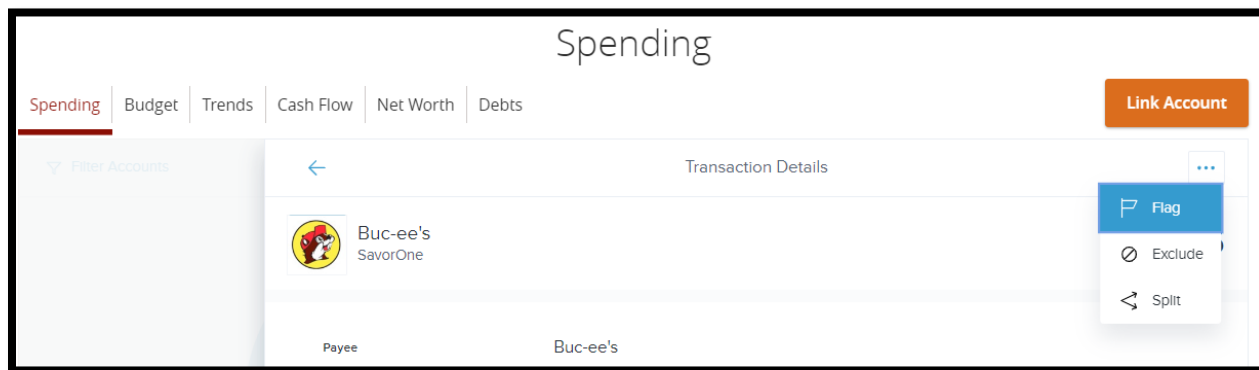 Spending
Spending Budget Trends Cash Flow Net Worth Debts Link Account
Filter Accounts
Transaction Details
Flag
Buc-ee's
SavorOne
Exclude
Split
Payee Buc-ee's